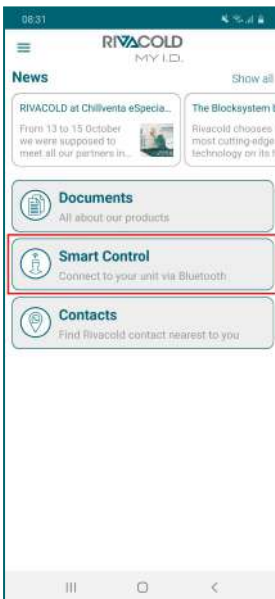 08:31
RIVACOLD
MY I.D.
News
Show all
RIVACOLD at Chillventa eSpecia...
From 13 to 15 October
we were supposed to
meet all our partners in...
The Blocksystem b
Rivacold chooses
most cutting-edge
technology on its f
Documents
All about our products
Smart Control
Connect to your unit via Bluetooth
Contacts
Find Rivacold contact nearest to you